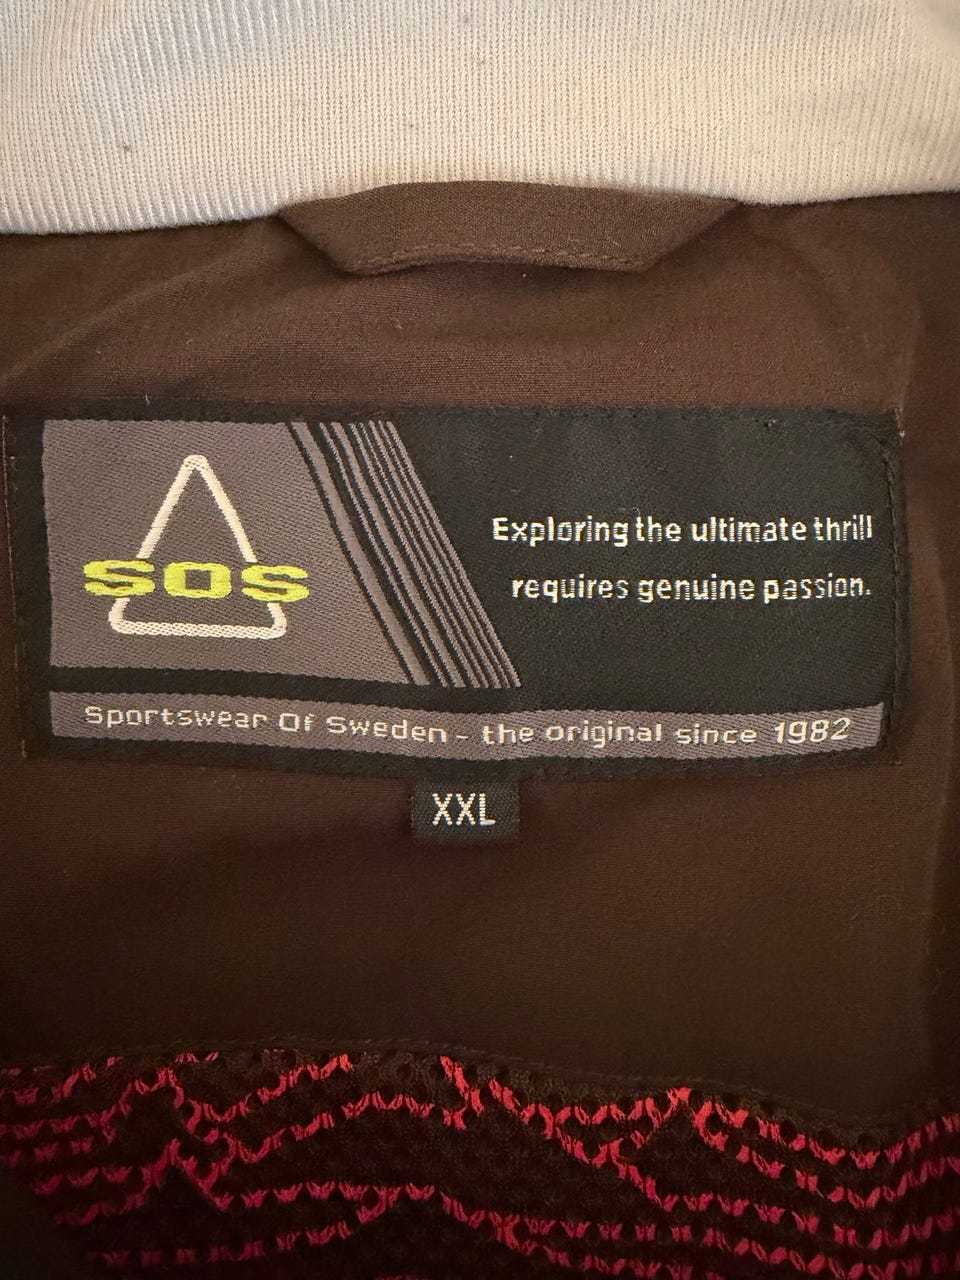 SOS
Exploring the ultimate thrill
requires genuine passion.
Sportswear Of Sweden - the original since 1982
XXL